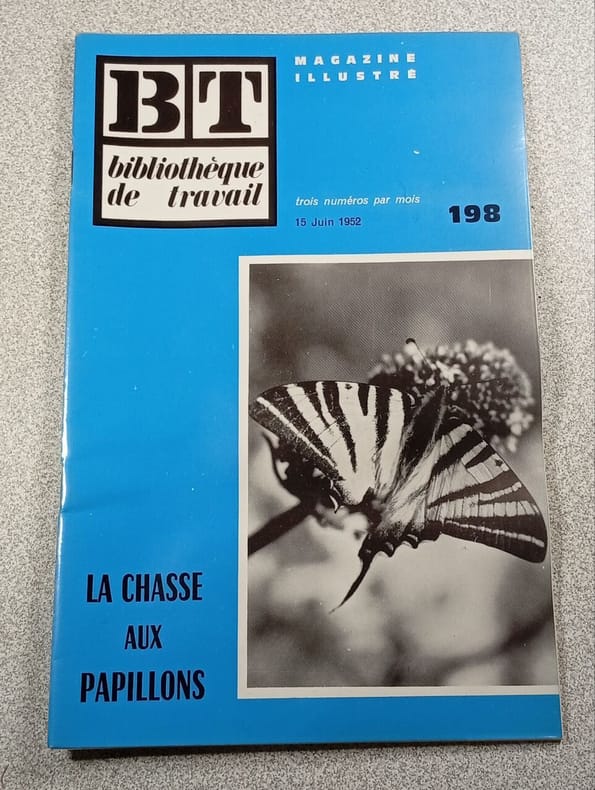 BT
bibliothèque
de travail
MAGAZINE
ILLUSTRÉ
trois numéros par mois
15 Juin 1952
198
LA CHASSE
AUX
PAPILLONS